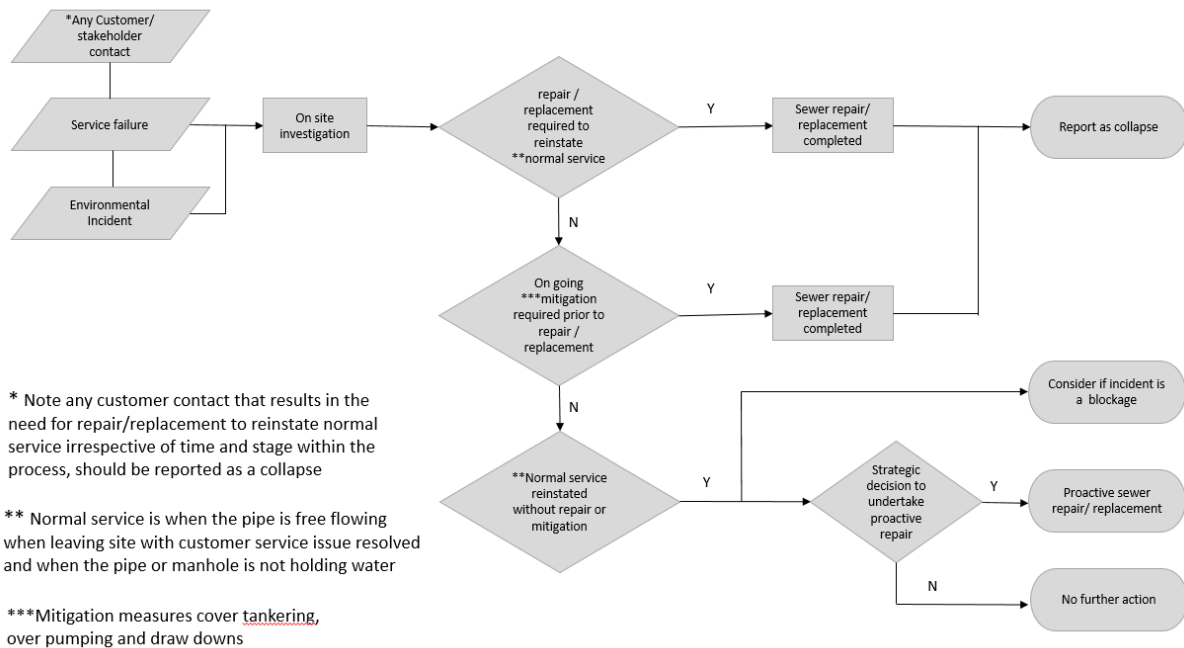 *Any Customer/
stakeholder
contact
Service failure
Environmental
Incident
On site
investigation
repair /
replacement
required to
reinstate
**normal service
Y
Sewer repair/
replacement
completed
Report as collapse
N
On going
***mitigation
required prior to
repair /
replacement
Y
Sewer repair/
replacement
completed
N
**Normal service
reinstated
without repair or
mitigation
Y
Consider if incident is
a blockage
Strategic
decision to
undertake
proactive
repair
Y
Proactive sewer
repair/ replacement
N
No further action
* Note any customer contact that results in the
need for repair/replacement to reinstate normal
service irrespective of time and stage within the
process, should be reported as a collapse
** Normal service is when the pipe is free flowing
when leaving site with customer service issue resolved
and when the pipe or manhole is not holding water
***Mitigation measures cover tankering,
over pumping and draw downs